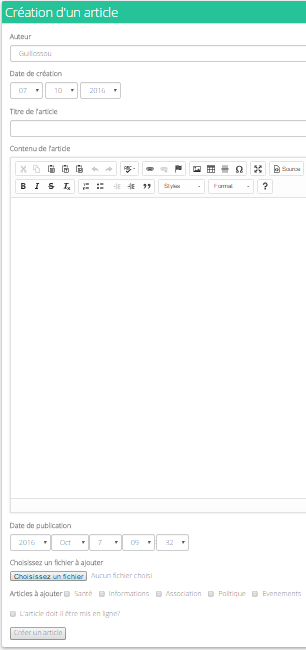 Création d'un article
Auteur
Guillossou
Date de création
07 10 2016
Titre de l'article
Contenu de l'article
Source
B I S Ix Styles Format ?
Date de publication
2016 Oct 7 09 32
Choisissez un fichier à ajouter
Choisissez un fichier Aucun fichier choisi
Articles à ajouter Santé Informations Association Politique Evenements
L'article doit il être mis en ligne?
Créer un article